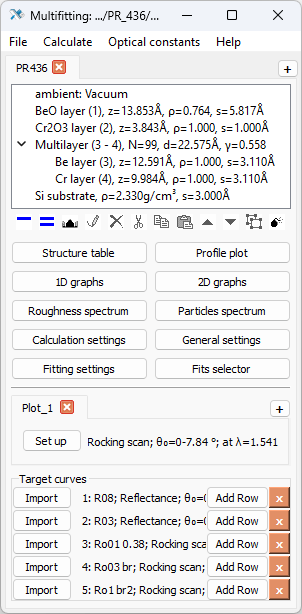 Multifitting: .../PR_436/...
File Calculate Optical constants Help
PR436
ambient: Vacuum
BeO layer (1), z=13.853Å, ρ=0.764, s=5.817Å
Cr2O3 layer (2), z=3.843Å, ρ=1.000, s=1.000Å
Multilayer (3 - 4), N=99, d=22.575Å, γ=0.558
Be layer (3), z=12.591Å, ρ=1.000, s=3.110Å
Cr layer (4), z=9.984Å, ρ=1.000, s=3.110Å
Si substrate, ρ=2.330g/cm³, s=3.000Å
Structure table Profile plot
1D graphs 2D graphs
Roughness spectrum Particles spectrum
Calculation settings General settings
Fitting settings Fits selector
Plot_1
Set up Rocking scan; θ₀=0-7.84 °; at λ=1.541
Target curves
Import 1: R08; Reflectance; θ₀=( Add Row x
Import 2: R03; Reflectance; θ₀=( Add Row x
Import 3: Ro01 0.38; Rocking sca Add Row x
Import 4: Ro03 br; Rocking scan; Add Row x
Import 5: Ro1 br2; Rocking scan; Add Row x